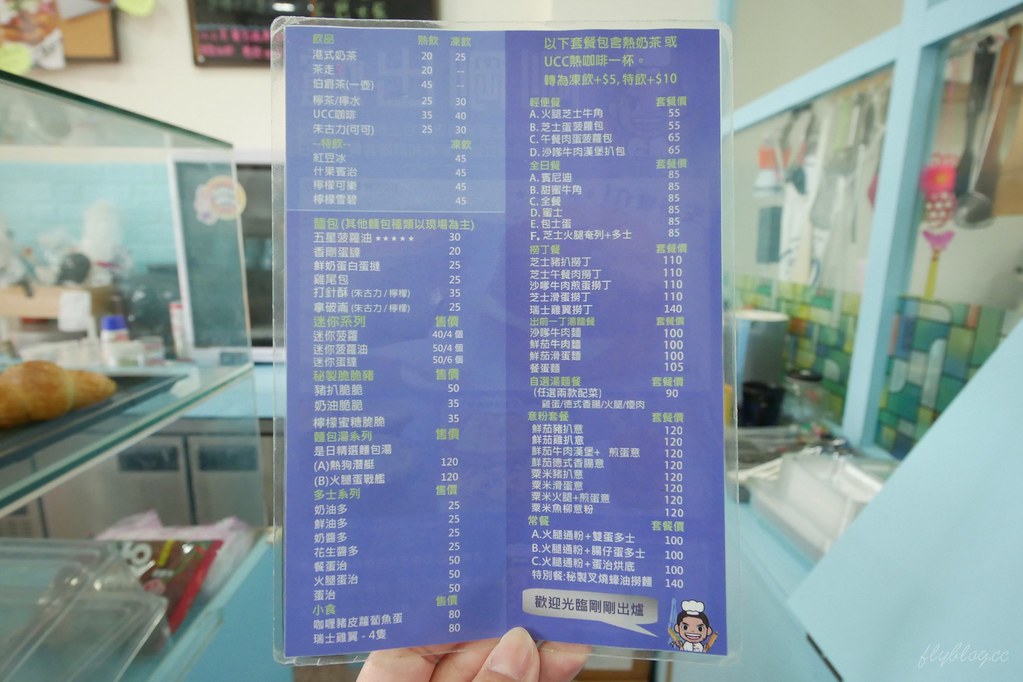 飲品 熱飲 凍飲
港式奶茶 20 25
茶走 20 --
伯爵茶(一壺) 45 --
檸茶/檸水 25 30
UCC咖啡 35 40
朱古力(可可) 25 30
--特飲-- 凍飲
紅豆冰 45
什果賓治 45
檸檬可樂 45
檸檬雪碧 45
麵包(其他麵包種類以現場為主)
五星菠蘿油★★★★★ 30
香剛蛋撻 20
鮮奶蛋白蛋撻 25
雞尾包 25
打針酥(朱古力/檸檬) 35
拿破崙(朱古力/檸檬) 25
迷你系列 售價
迷你菠蘿 40/4個
迷你菠蘿油 50/4個
迷你蛋撻 50/6個
秘製脆脆豬 售價
豬扒脆脆 50
奶油脆脆 35
檸檬蜜糖脆脆 35
麵包湯系列 售價
是日精選麵包湯
(A)熱狗潛艇 120
(B)火腿蛋戰艦 120
多士系列 售價
奶油多 25
鮮油多 25
奶醬多 25
花生醬多 25
餐蛋治 50
火腿蛋治 50
蛋治 50
小食 售價
咖喱豬皮蘿蔔魚蛋 80
瑞士雞翼 - 4隻 80
以下套餐包含熱奶茶 或
UCC熱咖啡一杯。
轉為凍飲+$5, 特飲+$10
輕便餐 套餐價
A.火腿芝士牛角 55
B.芝士蛋菠蘿包 55
C.午餐肉蛋菠蘿包 65
D.沙嗲牛肉漢堡扒包 65
全日餐 套餐價
A.賓尼迪 85
B.甜蜜牛角 85
C.全餐 85
D.蜜士 85
E.包士蛋 85
F.芝士火腿奄列+多士 85
撈丁餐 套餐價
芝士豬扒撈丁 110
芝士午餐肉撈丁 110
沙嗲牛肉煎蛋撈丁 110
芝士滑蛋撈丁 110
瑞士雞翼撈丁 140
出前一丁湯麵餐 套餐價
沙嗲牛肉麵 100
鮮茄牛肉麵 100
鮮茄滑蛋麵 100
餐蛋麵 105
自選湯麵餐 套餐價
(任選兩款配菜) 90
雞蛋/德式香腸/火腿/煙肉
意粉套餐 套餐價
鮮茄豬扒意 120
鮮茄雞扒意 120
鮮茄牛肉漢堡+ 煎蛋意 120
鮮茄德式香腸意 120
粟米豬扒意 120
粟米滑蛋意 120
粟米火腿+煎蛋意 120
粟米魚柳意粉 120
常餐 套餐價
A.火腿通粉+雙蛋多士 100
B.火腿通粉+腸仔蛋多士 100
C.火腿通粉+蛋治烘底 100
特別餐:秘製叉燒蠔油撈麵 140
歡迎光臨剛剛出爐
flyblog.cc